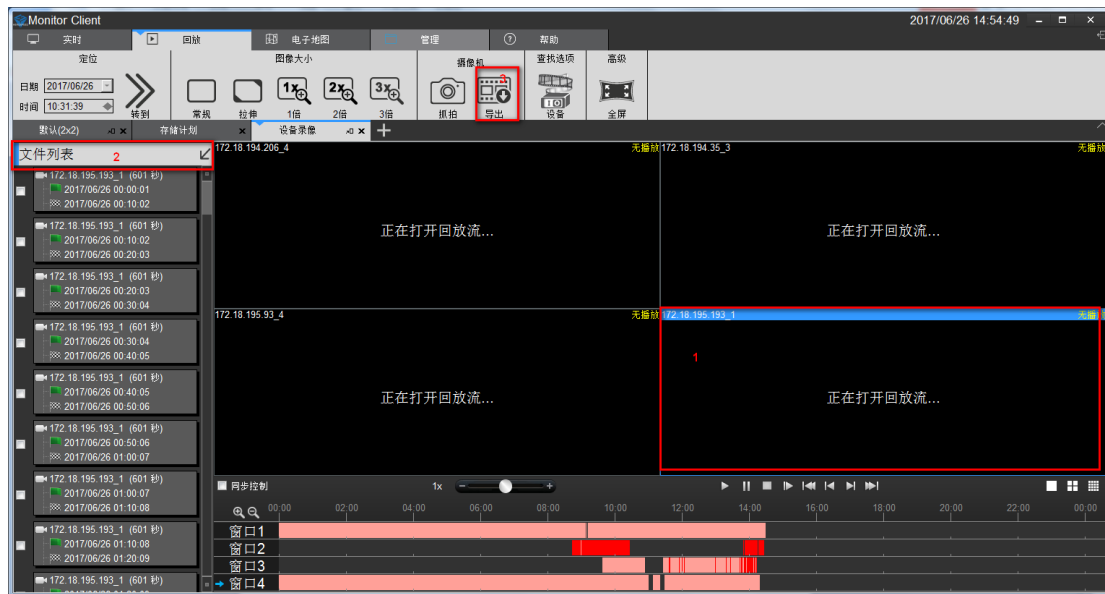 Monitor Client 2017/06/26 14:54:49
实时 回放 电子地图 管理 帮助
定位 图像大小 摄像机 查找选项 高级
日期 2017/06/26
时间 10:31:39
1x 2x 3x 3
转到 常规 拉伸 1倍 2倍 3倍 抓拍 导出 设备 全屏
默认(2x2) 存储计划 设备录像
文件列表 2
172.18.195.193_1 (601 秒)
2017/06/26 00:00:01
2017/06/26 00:10:02
172.18.195.193_1 (601 秒)
2017/06/26 00:10:02
2017/06/26 00:20:03
172.18.195.193_1 (601 秒)
2017/06/26 00:20:03
2017/06/26 00:30:04
172.18.195.193_1 (601 秒)
2017/06/26 00:30:04
2017/06/26 00:40:05
172.18.195.193_1 (601 秒)
2017/06/26 00:40:05
2017/06/26 00:50:06
172.18.195.193_1 (601 秒)
2017/06/26 00:50:06
2017/06/26 01:00:07
172.18.195.193_1 (601 秒)
2017/06/26 01:00:07
2017/06/26 01:10:08
172.18.195.193_1 (601 秒)
2017/06/26 01:10:08
2017/06/26 01:20:09
172.18.195.193_1 (601 秒)
172.18.194.206_4 无播放
正在打开回放流...
172.18.194.35_3 无播放
正在打开回放流...
172.18.195.93_4 无播放
正在打开回放流...
172.18.195.193_1 无播
1
正在打开回放流...
同步控制 1x
00:00 02:00 04:00 06:00 08:00 10:00 12:00 14:00 16:00 18:00 20:00 22:00 00:00
窗口1
窗口2
窗口3
窗口4